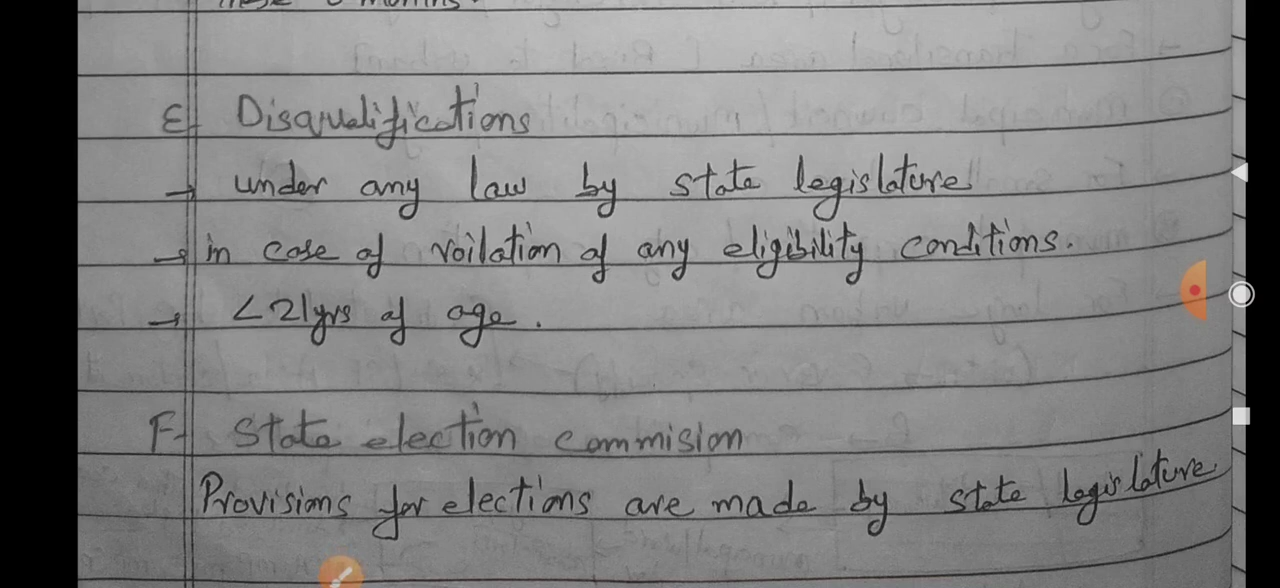 E- Disqualifications
→ under any law by state legislature
→ in case of voilation of any eligibility conditions.
→ <21yrs of age.
F- State election commision
Provisions for elections are made by state legislature